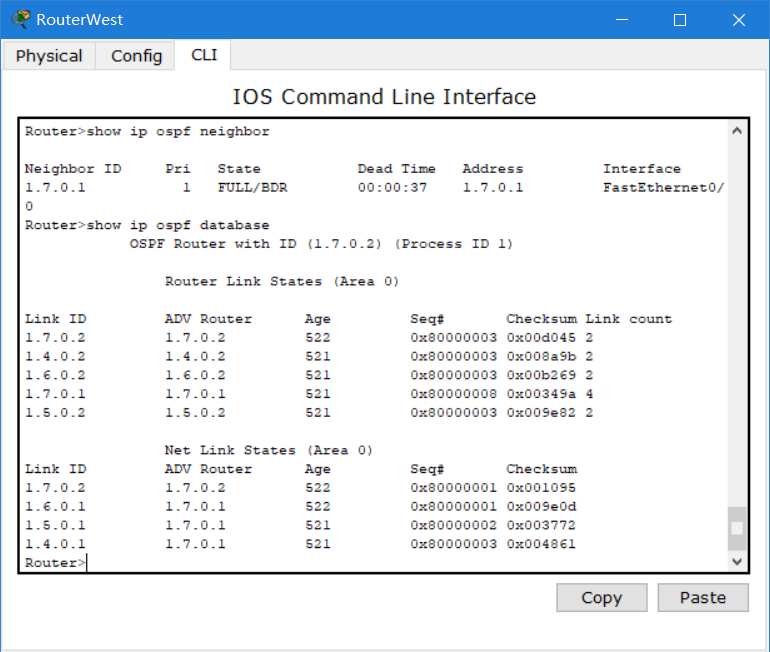 RouterWest
Physical Config CLI
IOS Command Line Interface
Router>show ip ospf neighbor
Neighbor ID Pri State Dead Time Address Interface
1.7.0.1 1 FULL/BDR 00:00:37 1.7.0.1 FastEthernet0/
0
Router>show ip ospf database
OSPF Router with ID (1.7.0.2) (Process ID 1)
Router Link States (Area 0)
Link ID ADV Router Age Seq# Checksum Link count
1.7.0.2 1.7.0.2 522 0x80000003 0x00d045 2
1.4.0.2 1.4.0.2 521 0x80000003 0x008a9b 2
1.6.0.2 1.6.0.2 521 0x80000003 0x00b269 2
1.7.0.1 1.7.0.1 521 0x80000008 0x00349a 4
1.5.0.2 1.5.0.2 521 0x80000003 0x009e82 2
Net Link States (Area 0)
Link ID ADV Router Age Seq# Checksum
1.7.0.2 1.7.0.2 522 0x80000001 0x001095
1.6.0.1 1.7.0.1 522 0x80000001 0x009e0d
1.5.0.1 1.7.0.1 521 0x80000002 0x003772
1.4.0.1 1.7.0.1 521 0x80000003 0x004861
Router>
Copy Paste